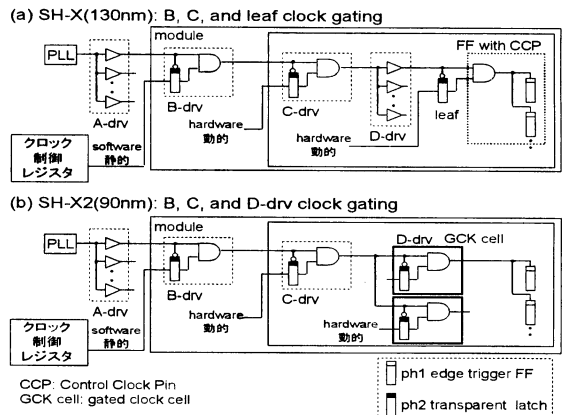 (a) SH-X(130nm): B, C, and leaf clock gating
module
FF with CCP
PLL
A-drv
B-drv
C-drv
D-drv
leaf
hardware
動的
hardware
動的
software
静的
クロック
制御
レジスタ
(b) SH-X2(90nm): B, C, and D-drv clock gating
module
D-drv GCK cell
PLL
A-drv
B-drv
C-drv
hardware
動的
hardware
動的
software
静的
クロック
制御
レジスタ
CCP: Control Clock Pin
GCK cell: gated clock cell
ph1 edge trigger FF
ph2 transparent latch